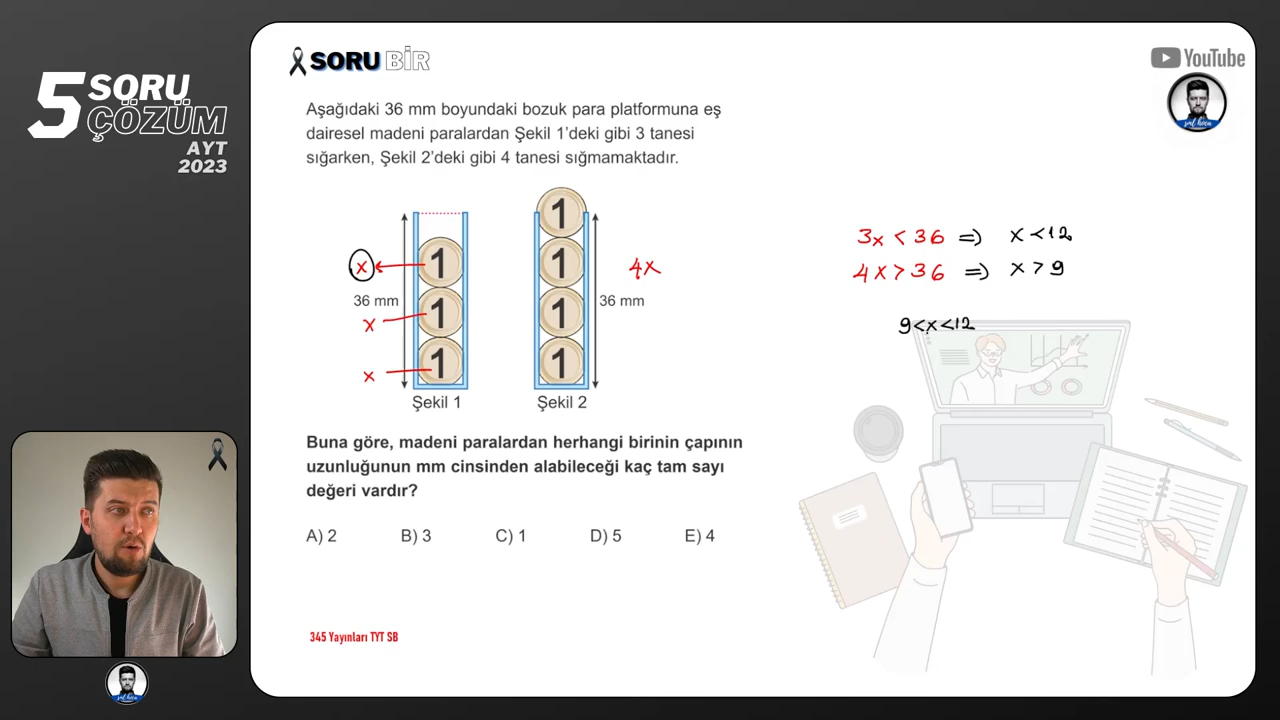 5 SORU
ÇÖZÜM
AYT
2023
SORU BİR
YouTube
Aşağıdaki 36 mm boyundaki bozuk para platformuna eş
dairesel madeni paralardan Şekil 1'deki gibi 3 tanesi
sığarken, Şekil 2'deki gibi 4 tanesi sığmamaktadır.
1
1
1
x
x
x
36 mm
Şekil 1
1
1
1
1
4x
36 mm
Şekil 2
3x < 36 ⇒ x < 12
4x > 36 ⇒ x > 9
9 < x < 12
Buna göre, madeni paralardan herhangi birinin çapının
uzunluğunun mm cinsinden alabileceği kaç tam sayı
değeri vardır?
A) 2 B) 3 C) 1 D) 5 E) 4
345 Yayınları TYT SB